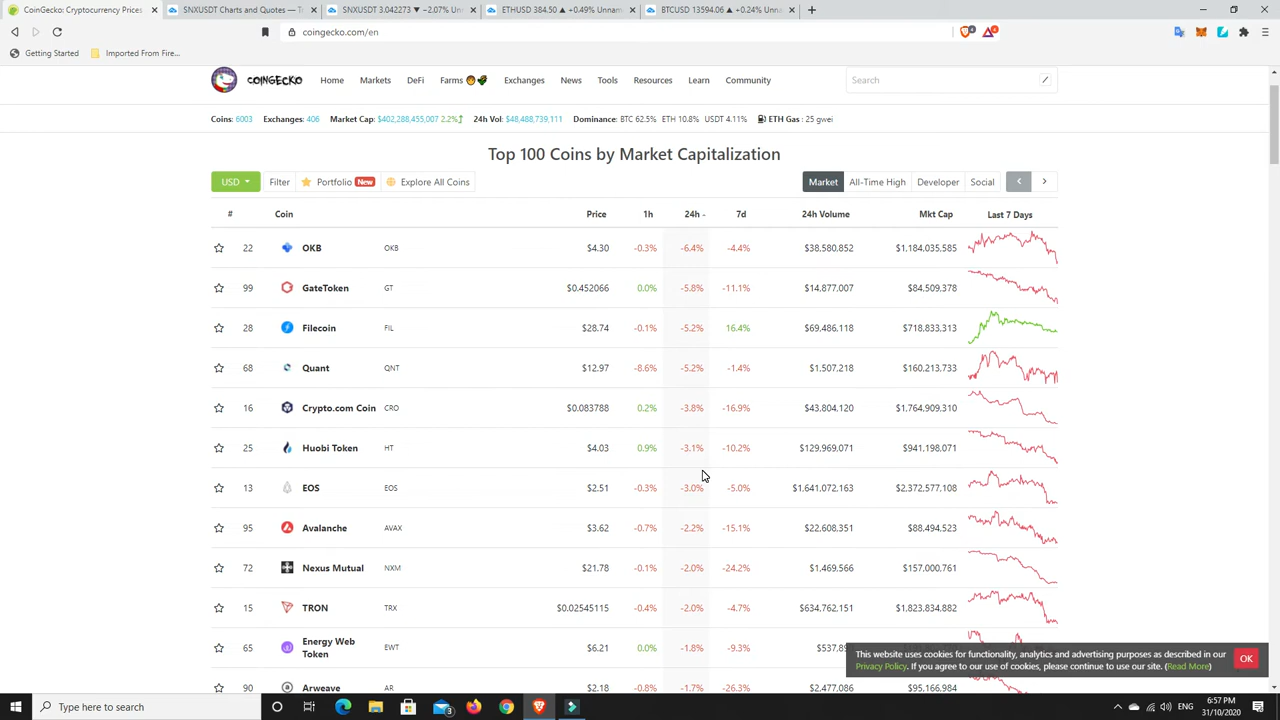 CoinGecko: Cryptocurrency Prices
SNXUSDT Charts and Quotes — T
SNXUSDT 3.042273 ▼ −2.07% Unn
ETHUSD 384.50 ▲ +0.49% Unnam
BTCUSD 13594.06 ▲ +0.24% Unna
coingecko.com/en
Getting Started
Imported From Fire...
COINGECKO
Home
Markets
DeFi
Farms
Exchanges
News
Tools
Resources
Learn
Community
Search
/
Coins: 6003 Exchanges: 406 Market Cap: $402,288,455,007 2.2% 24h Vol: $48,488,739,111 Dominance: BTC 62.5% ETH 10.8% USDT 4.11% ETH Gas : 25 gwei
Top 100 Coins by Market Capitalization
USD Filter Portfolio New Explore All Coins Market All-Time High Developer Social < >
# Coin Price 1h 24h 7d 24h Volume Mkt Cap Last 7 Days
22 OKB OKB $4.30 -0.3% -6.4% -4.4% $38,580,852 $1,184,035,585
99 GateToken GT $0.452066 0.0% -5.8% -11.1% $14,877,007 $84,509,378
28 Filecoin FIL $28.74 -0.1% -5.2% 16.4% $69,486,118 $718,833,313
68 Quant QNT $12.97 -8.6% -5.2% -1.4% $1,507,218 $160,213,733
16 Crypto.com Coin CRO $0.083788 0.2% -3.8% -16.9% $43,804,120 $1,764,909,310
25 Huobi Token HT $4.03 0.9% -3.1% -10.2% $129,969,071 $941,198,071
13 EOS EOS $2.51 -0.3% -3.0% -5.0% $1,641,072,163 $2,372,577,108
95 Avalanche AVAX $3.62 -0.7% -2.2% -15.1% $22,608,351 $88,494,523
72 Nexus Mutual NXM $21.78 -0.1% -2.0% -24.2% $1,469,566 $157,000,761
15 TRON TRX $0.02545115 -0.4% -2.0% -4.7% $634,762,151 $1,823,834,882
65 Energy Web
Token EWT $6.21 0.0% -1.8% -9.3% $537,8
90 Arweave AR $2.18 -0.8% -1.7% -26.3% $2,477,086 $95,166,984
This website uses cookies for functionality, analytics and advertising purposes as described in our
Privacy Policy. If you agree to our use of cookies, please continue to use our site. (Read More)
OK
Type here to search
ENG
6:57 PM
31/10/2020